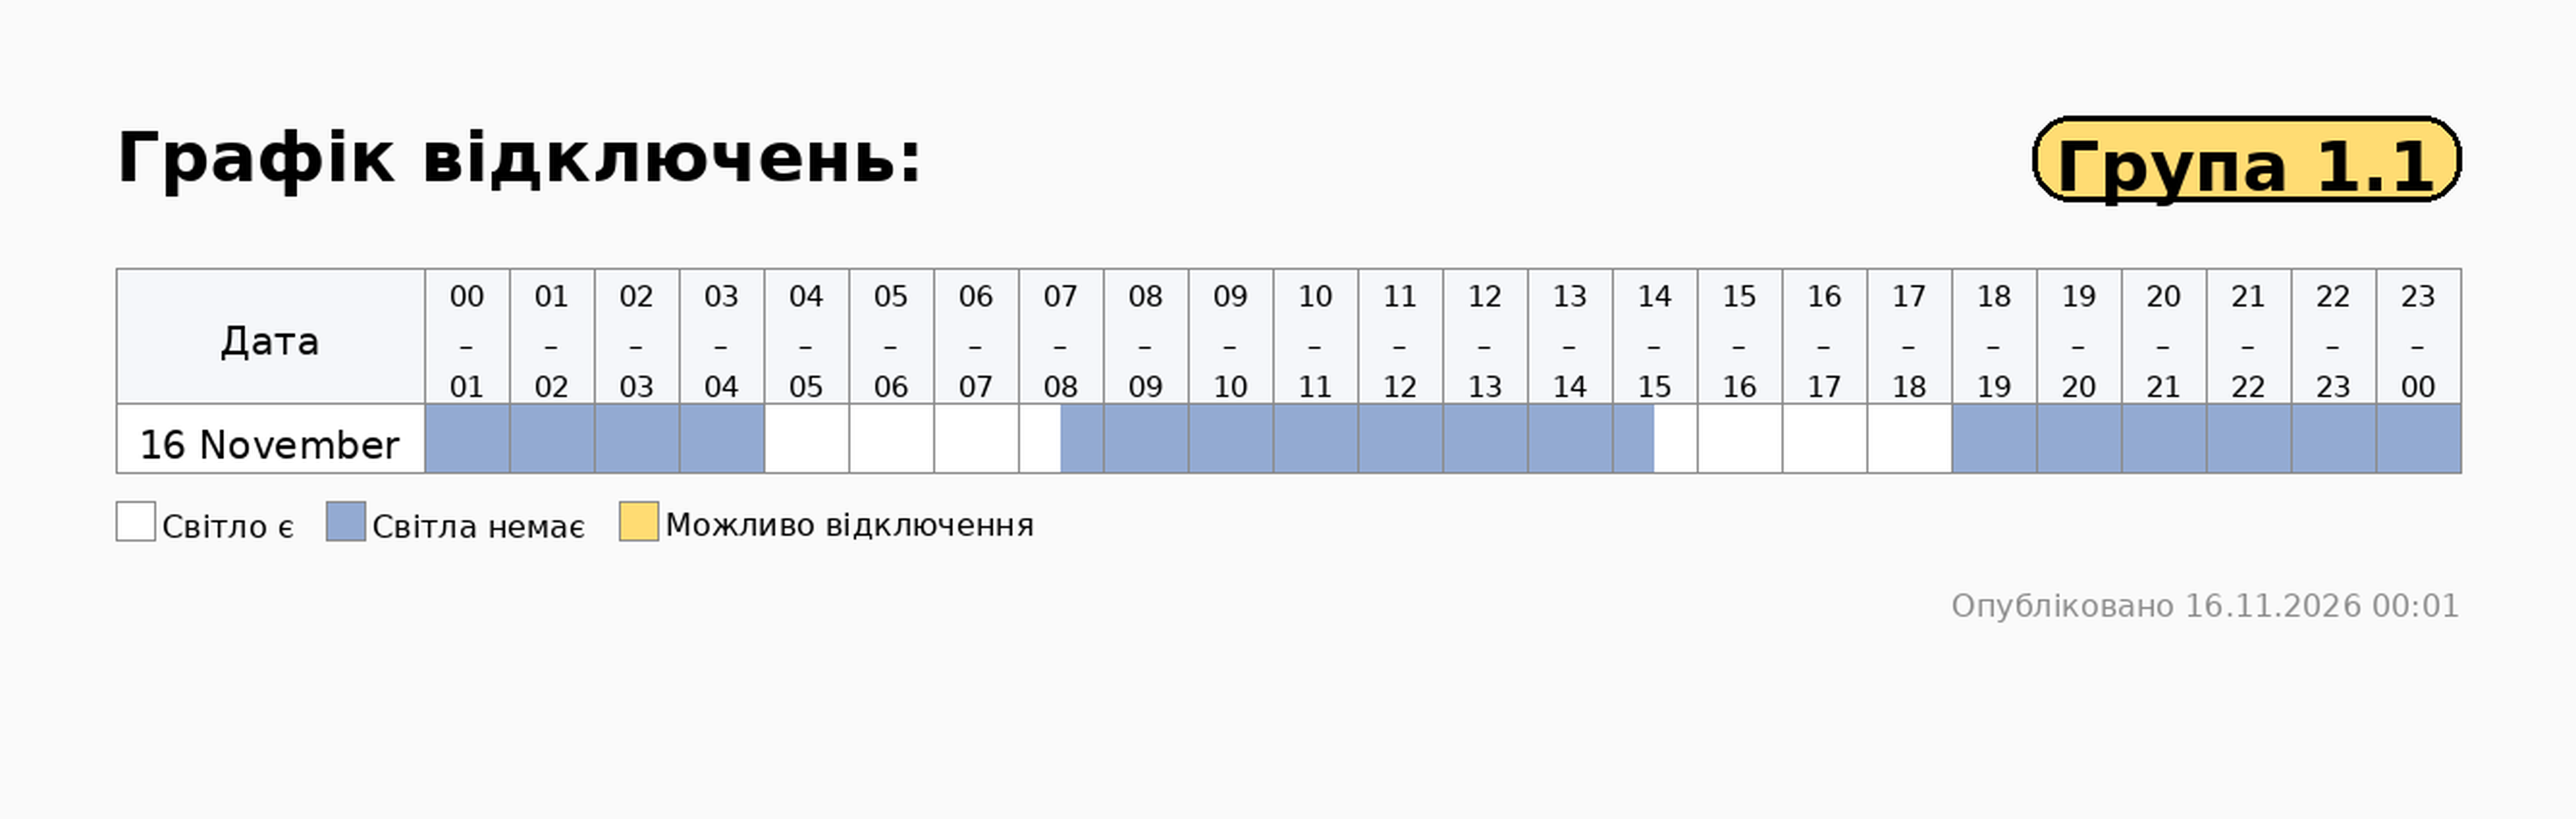 Графік відключень:
Група 1.1
Дата
00 – 01
01 – 02
02 – 03
03 – 04
04 – 05
05 – 06
06 – 07
07 – 08
08 – 09
09 – 10
10 – 11
11 – 12
12 – 13
13 – 14
14 – 15
15 – 16
16 – 17
17 – 18
18 – 19
19 – 20
20 – 21
21 – 22
22 – 23
23 – 00
16 November
Світло є
Світла немає
Можливо відключення
Опубліковано 16.11.2026 00:01